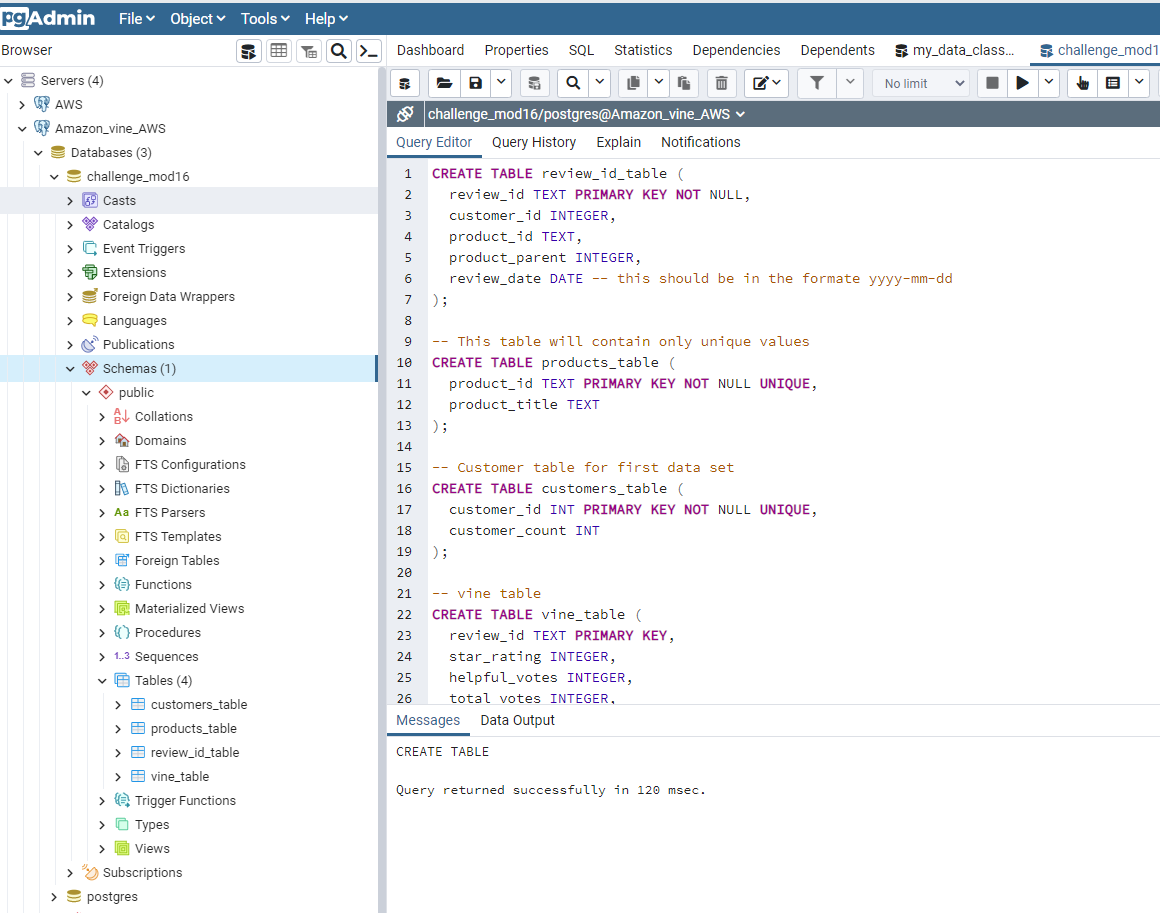 pgAdmin File Object Tools Help
Browser
Dashboard Properties SQL Statistics Dependencies Dependents my_data_class... challenge_mod1
Servers (4)
AWS
Amazon_vine_AWS
Databases (3)
challenge_mod16
Casts
Catalogs
Event Triggers
Extensions
Foreign Data Wrappers
Languages
Publications
Schemas (1)
public
Collations
Domains
FTS Configurations
FTS Dictionaries
Aa FTS Parsers
FTS Templates
Foreign Tables
Functions
Materialized Views
Procedures
1..3 Sequences
Tables (4)
customers_table
products_table
review_id_table
vine_table
Trigger Functions
Types
Views
Subscriptions
postgres
No limit
challenge_mod16/postgres@Amazon_vine_AWS
Query Editor Query History Explain Notifications
1 CREATE TABLE review_id_table (
2 review_id TEXT PRIMARY KEY NOT NULL,
3 customer_id INTEGER,
4 product_id TEXT,
5 product_parent INTEGER,
6 review_date DATE -- this should be in the formate yyyy-mm-dd
7 );
8
9 -- This table will contain only unique values
10 CREATE TABLE products_table (
11 product_id TEXT PRIMARY KEY NOT NULL UNIQUE,
12 product_title TEXT
13 );
14
15 -- Customer table for first data set
16 CREATE TABLE customers_table (
17 customer_id INT PRIMARY KEY NOT NULL UNIQUE,
18 customer_count INT
19 );
20
21 -- vine table
22 CREATE TABLE vine_table (
23 review_id TEXT PRIMARY KEY,
24 star_rating INTEGER,
25 helpful_votes INTEGER,
26 total_votes INTEGER,
Messages Data Output
CREATE TABLE
Query returned successfully in 120 msec.